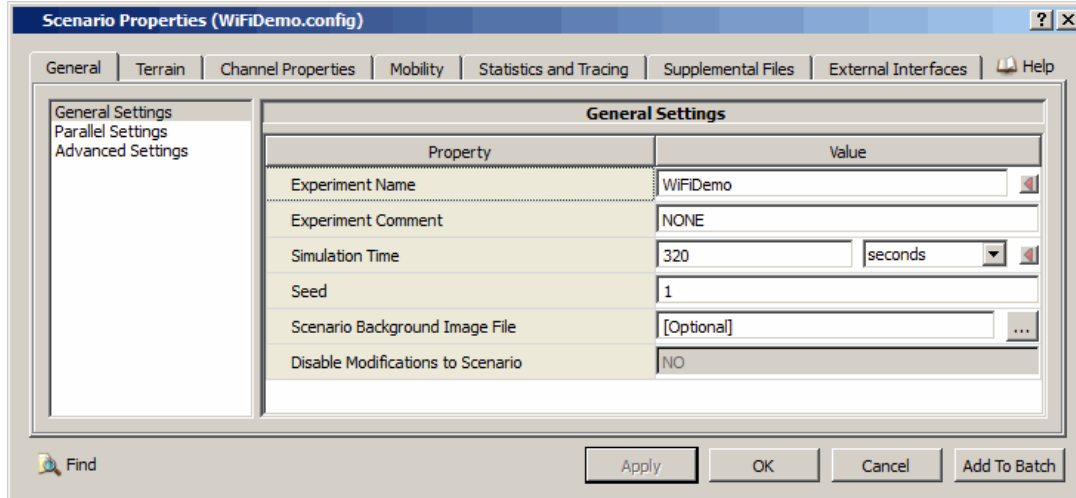 Scenario Properties (WiFiDemo.config)
General Terrain Channel Properties Mobility Statistics and Tracing Supplemental Files External Interfaces Help
General Settings
Parallel Settings
Advanced Settings
General Settings
Property Value
Experiment Name WiFiDemo
Experiment Comment NONE
Simulation Time 320 seconds
Seed 1
Scenario Background Image File [Optional] ...
Disable Modifications to Scenario NO
Find Apply OK Cancel Add To Batch